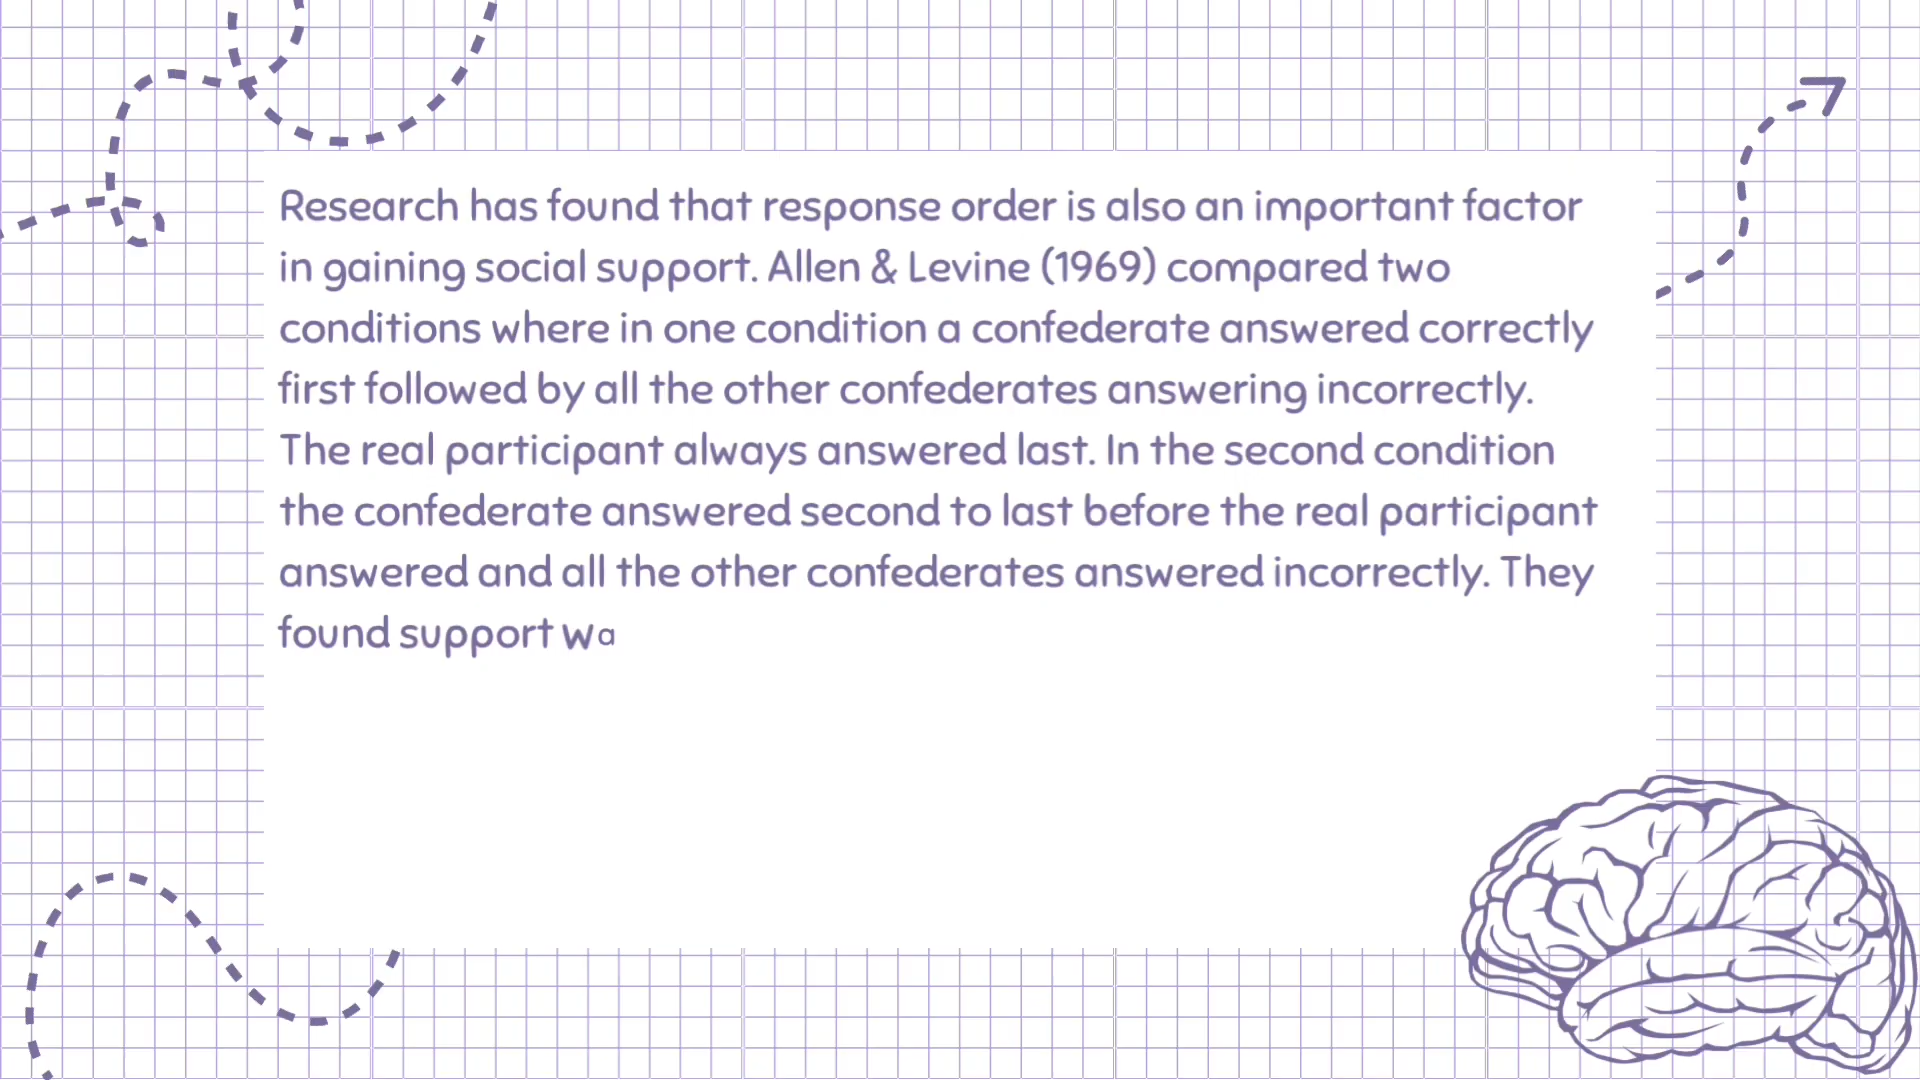 Research has found that response order is also an important factor
in gaining social support. Allen & Levine (1969) compared two
conditions where in one condition a confederate answered correctly
first followed by all the other confederates answering incorrectly.
The real participant always answered last. In the second condition
the confederate answered second to last before the real participant
answered and all the other confederates answered incorrectly. They
found support wa